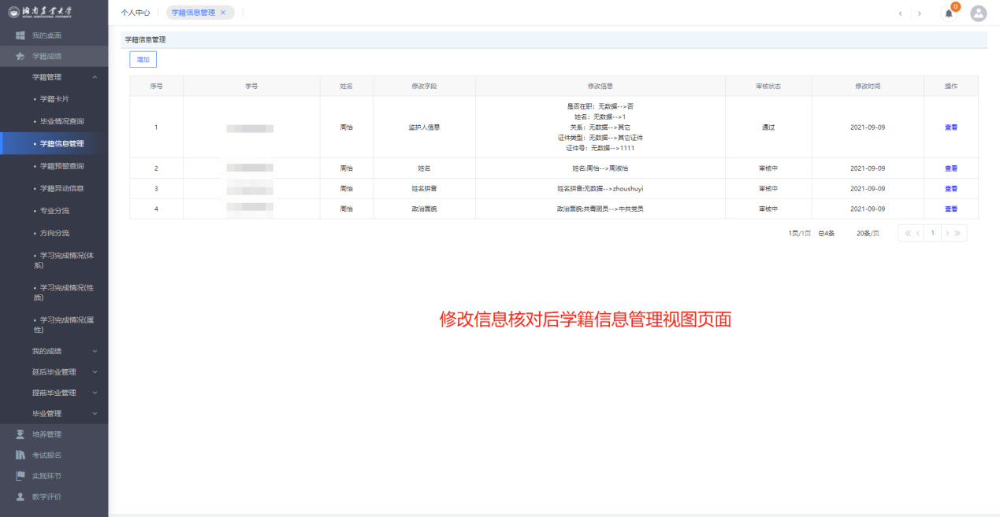 湖南农业大学
HUNAN AGRICULTURAL UNIVERSITY
个人中心
学籍信息管理 ×
0
我的桌面
学籍成绩
学籍管理
• 学籍卡片
• 毕业情况查询
• 学籍信息管理
• 学籍预警查询
• 学籍异动信息
• 专业分流
• 方向分流
• 学习完成情况(体
系)
• 学习完成情况(性
质)
• 学习完成情况(属
性)
我的成绩
延后毕业管理
提前毕业管理
毕业管理
培养管理
考试报名
实践环节
教学评价
学籍信息管理
增加
序号 学号 姓名 修改字段 修改信息 审核状态 修改时间 操作
是否在职：无数据-->否
姓名：无数据-->1
1 周怡 监护人信息 关系：无数据-->其它 通过 2021-09-09 查看
证件类型：无数据-->其它证件
证件号：无数据-->1111
2 周怡 姓名 姓名:周怡-->周淑怡 审核中 2021-09-09 查看
3 周怡 姓名拼音 姓名拼音:无数据-->zhoushuyi 审核中 2021-09-09 查看
4 周怡 政治面貌 政治面貌:共青团员-->中共党员 审核中 2021-09-09 查看
1页/1页 总4条 20条/页 1
修改信息核对后学籍信息管理视图页面